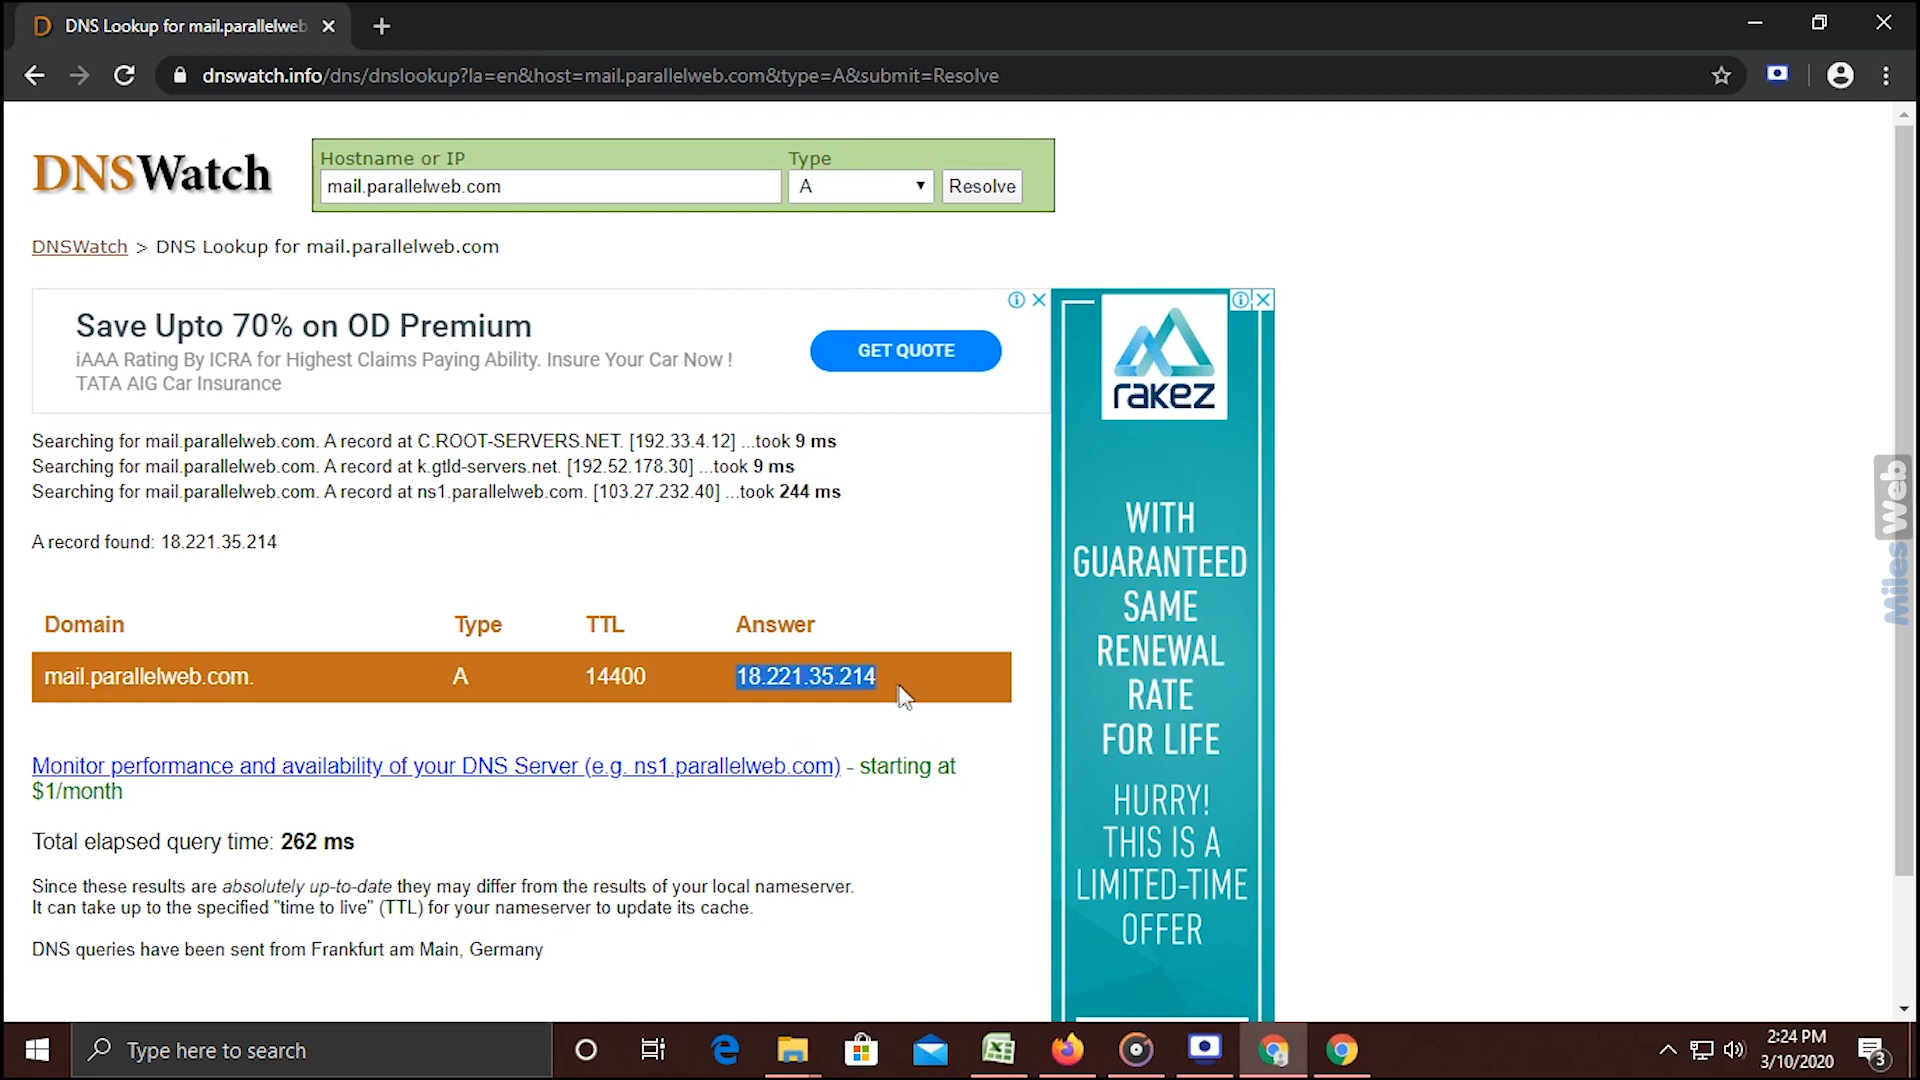 DNS Lookup for mail.parallelweb
dnswatch.info/dns/dnslookup?la=en&host=mail.parallelweb.com&type=A&submit=Resolve
DNSWatch
Hostname or IP
Type
mail.parallelweb.com
A
Resolve
DNSWatch > DNS Lookup for mail.parallelweb.com
Save Upto 70% on OD Premium
iAAA Rating By ICRA for Highest Claims Paying Ability. Insure Your Car Now !
TATA AIG Car Insurance
GET QUOTE
rakez
WITH
GUARANTEED
SAME
RENEWAL
RATE
FOR LIFE
HURRY!
THIS IS A
LIMITED-TIME
OFFER
Searching for mail.parallelweb.com. A record at C.ROOT-SERVERS.NET. [192.33.4.12] ...took 9 ms
Searching for mail.parallelweb.com. A record at k.gtld-servers.net. [192.52.178.30] ...took 9 ms
Searching for mail.parallelweb.com. A record at ns1.parallelweb.com. [103.27.232.40] ...took 244 ms
A record found: 18.221.35.214
Domain Type TTL Answer
mail.parallelweb.com. A 14400 18.221.35.214
Monitor performance and availability of your DNS Server (e.g. ns1.parallelweb.com) - starting at
$1/month
Total elapsed query time: 262 ms
Since these results are absolutely up-to-date they may differ from the results of your local nameserver.
It can take up to the specified "time to live" (TTL) for your nameserver to update its cache.
DNS queries have been sent from Frankfurt am Main, Germany
MilesWeb
Type here to search
2:24 PM
3/10/2020
3